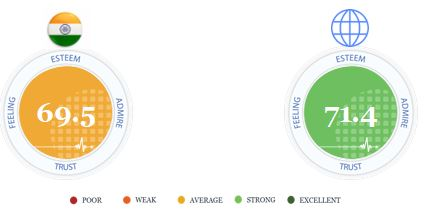 ESTEEM
FEELING
69.5
ADMIRE
TRUST
ESTEEM
FEELING
71.4
ADMIRE
TRUST
POOR WEAK AVERAGE STRONG EXCELLENT